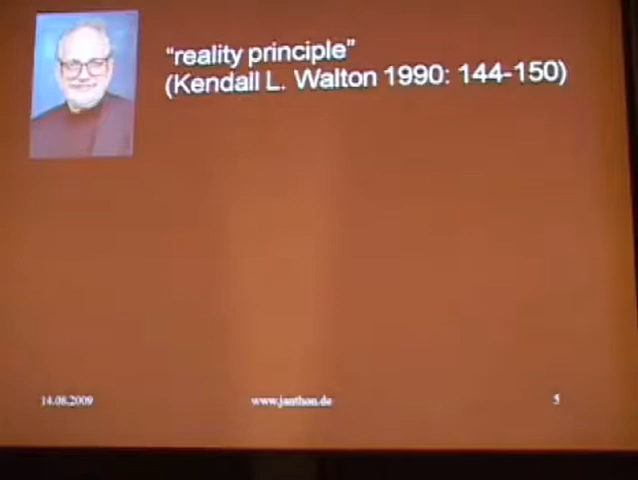 “reality principle”
(Kendall L. Walton 1990: 144-150)
14.08.2009 www.janthon.de 5